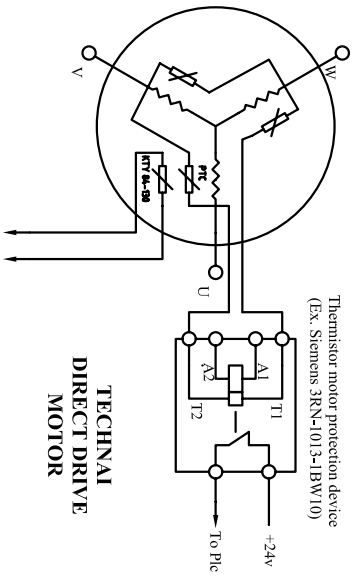 Thermistor motor protection device
(Ex. Siemens 3RN-1013-1BW10)
W
V
U
PTC
KTY 84-130
A1
A2
T1
T2
+24v
To Plc
TECHNAI
DIRECT DRIVE
MOTOR